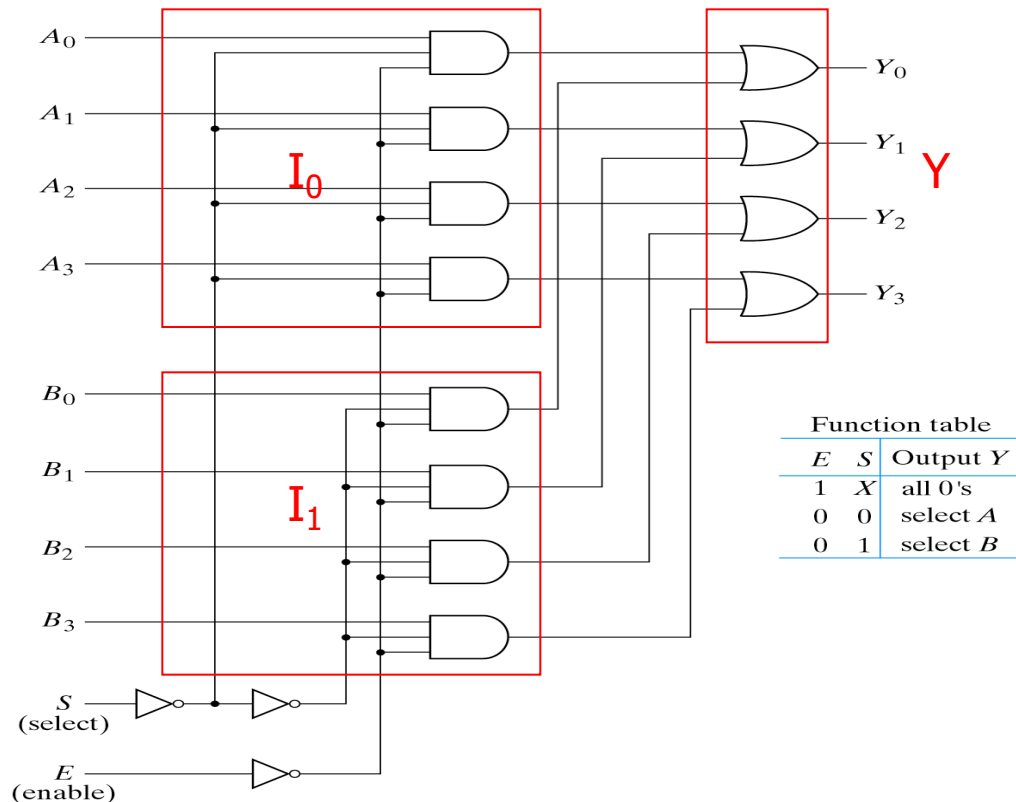 A₀
A₁
A₂
A₃
I₀
B₀
B₁
B₂
B₃
I₁
S
(select)
E
(enable)
Y₀
Y₁
Y₂
Y₃
Y
Function table
E S Output Y
1 X all 0's
0 0 select A
0 1 select B